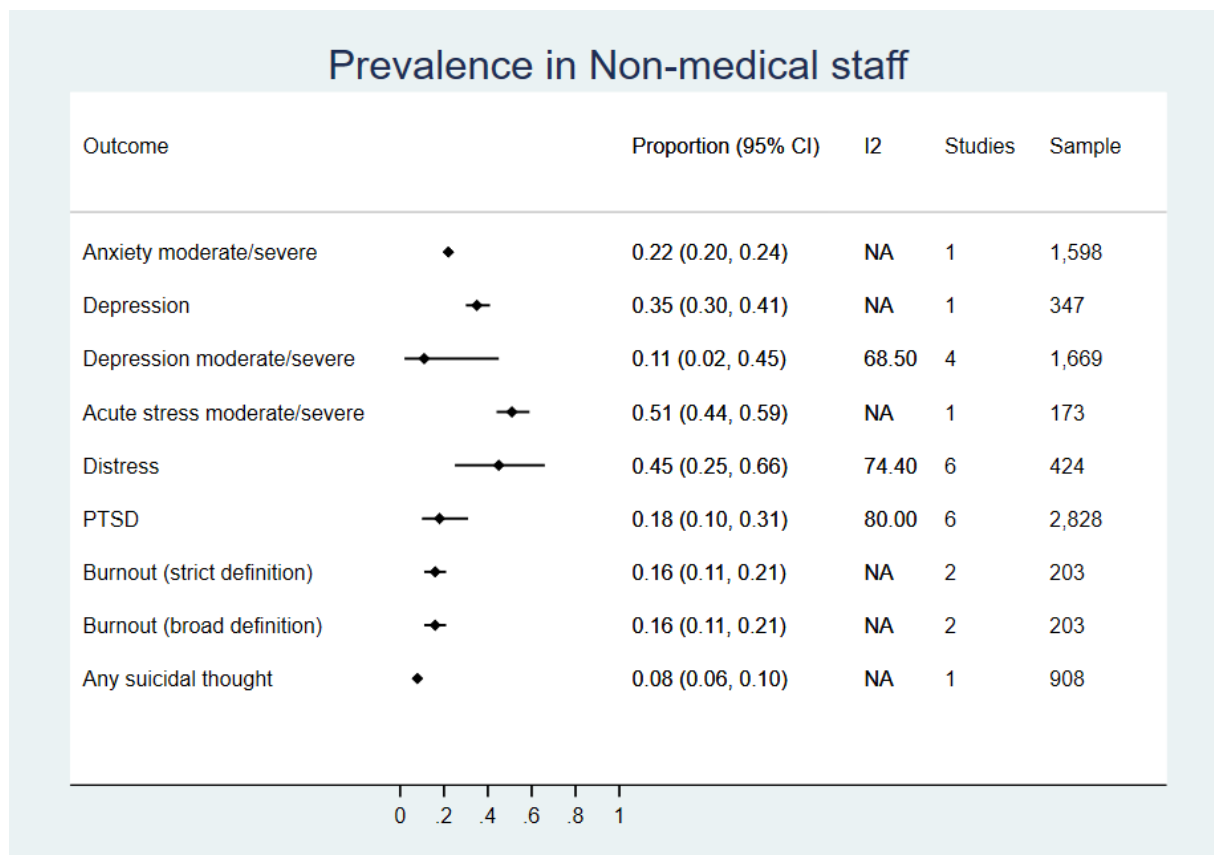 Prevalence in Non-medical staff
Outcome Proportion (95% CI) I2 Studies Sample
Anxiety moderate/severe 0.22 (0.20, 0.24) NA 1 1,598
Depression 0.35 (0.30, 0.41) NA 1 347
Depression moderate/severe 0.11 (0.02, 0.45) 68.50 4 1,669
Acute stress moderate/severe 0.51 (0.44, 0.59) NA 1 173
Distress 0.45 (0.25, 0.66) 74.40 6 424
PTSD 0.18 (0.10, 0.31) 80.00 6 2,828
Burnout (strict definition) 0.16 (0.11, 0.21) NA 2 203
Burnout (broad definition) 0.16 (0.11, 0.21) NA 2 203
Any suicidal thought 0.08 (0.06, 0.10) NA 1 908
0 .2 .4 .6 .8 1